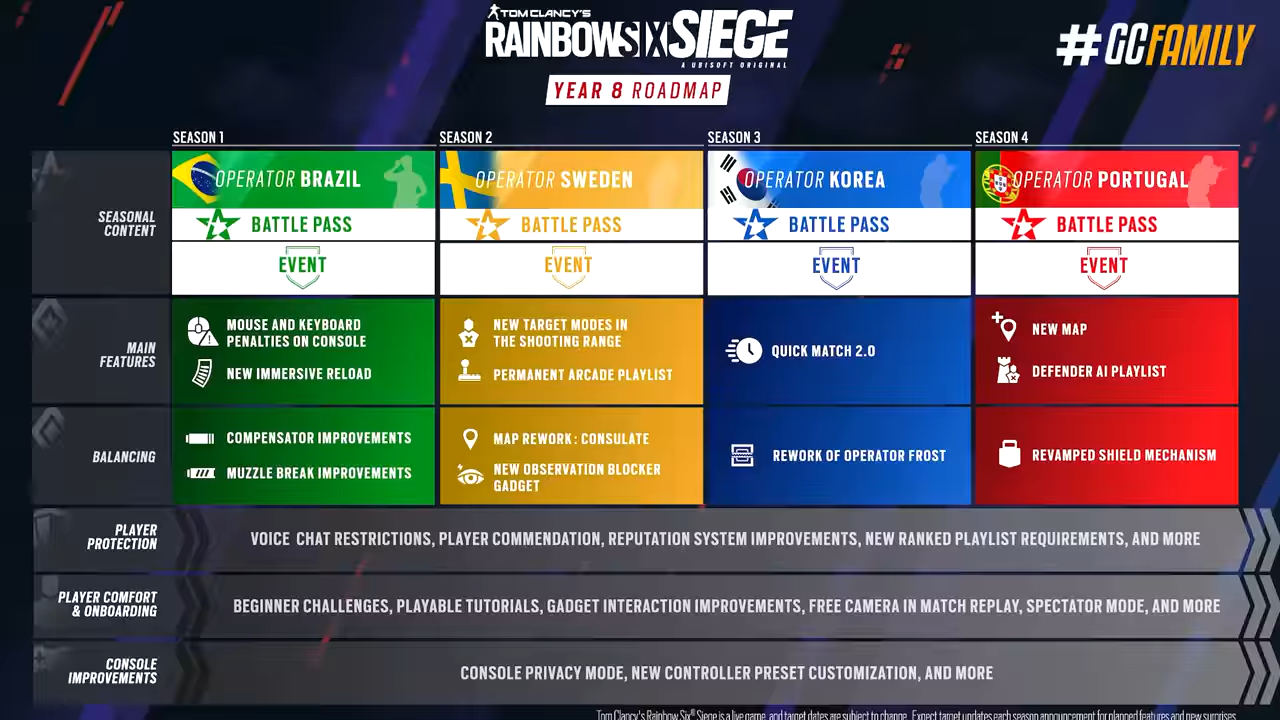 TOM CLANCY'S
RAINBOWSIX SIEGE
A UBISOFT ORIGINAL
YEAR 8 ROADMAP
#GCFAMILY
SEASON 1
SEASON 2
SEASON 3
SEASON 4
SEASONAL
CONTENT
OPERATOR BRAZIL
OPERATOR SWEDEN
OPERATOR KOREA
OPERATOR PORTUGAL
BATTLE PASS
BATTLE PASS
BATTLE PASS
BATTLE PASS
EVENT
EVENT
EVENT
EVENT
MAIN
FEATURES
MOUSE AND KEYBOARD
PENALTIES ON CONSOLE
NEW IMMERSIVE RELOAD
NEW TARGET MODES IN
THE SHOOTING RANGE
PERMANENT ARCADE PLAYLIST
QUICK MATCH 2.0
NEW MAP
DEFENDER AI PLAYLIST
BALANCING
COMPENSATOR IMPROVEMENTS
MUZZLE BREAK IMPROVEMENTS
MAP REWORK : CONSULATE
NEW OBSERVATION BLOCKER
GADGET
REWORK OF OPERATOR FROST
REVAMPED SHIELD MECHANISM
PLAYER
PROTECTION
VOICE CHAT RESTRICTIONS, PLAYER COMMENDATION, REPUTATION SYSTEM IMPROVEMENTS, NEW RANKED PLAYLIST REQUIREMENTS, AND MORE
PLAYER COMFORT
& ONBOARDING
BEGINNER CHALLENGES, PLAYABLE TUTORIALS, GADGET INTERACTION IMPROVEMENTS, FREE CAMERA IN MATCH REPLAY, SPECTATOR MODE, AND MORE
CONSOLE
IMPROVEMENTS
CONSOLE PRIVACY MODE, NEW CONTROLLER PRESET CUSTOMIZATION, AND MORE
Tom Clancy's Rainbow Six® Siege is a live game, and target dates are subject to change. Expect target updates each season announcement for planned features and new surprises.